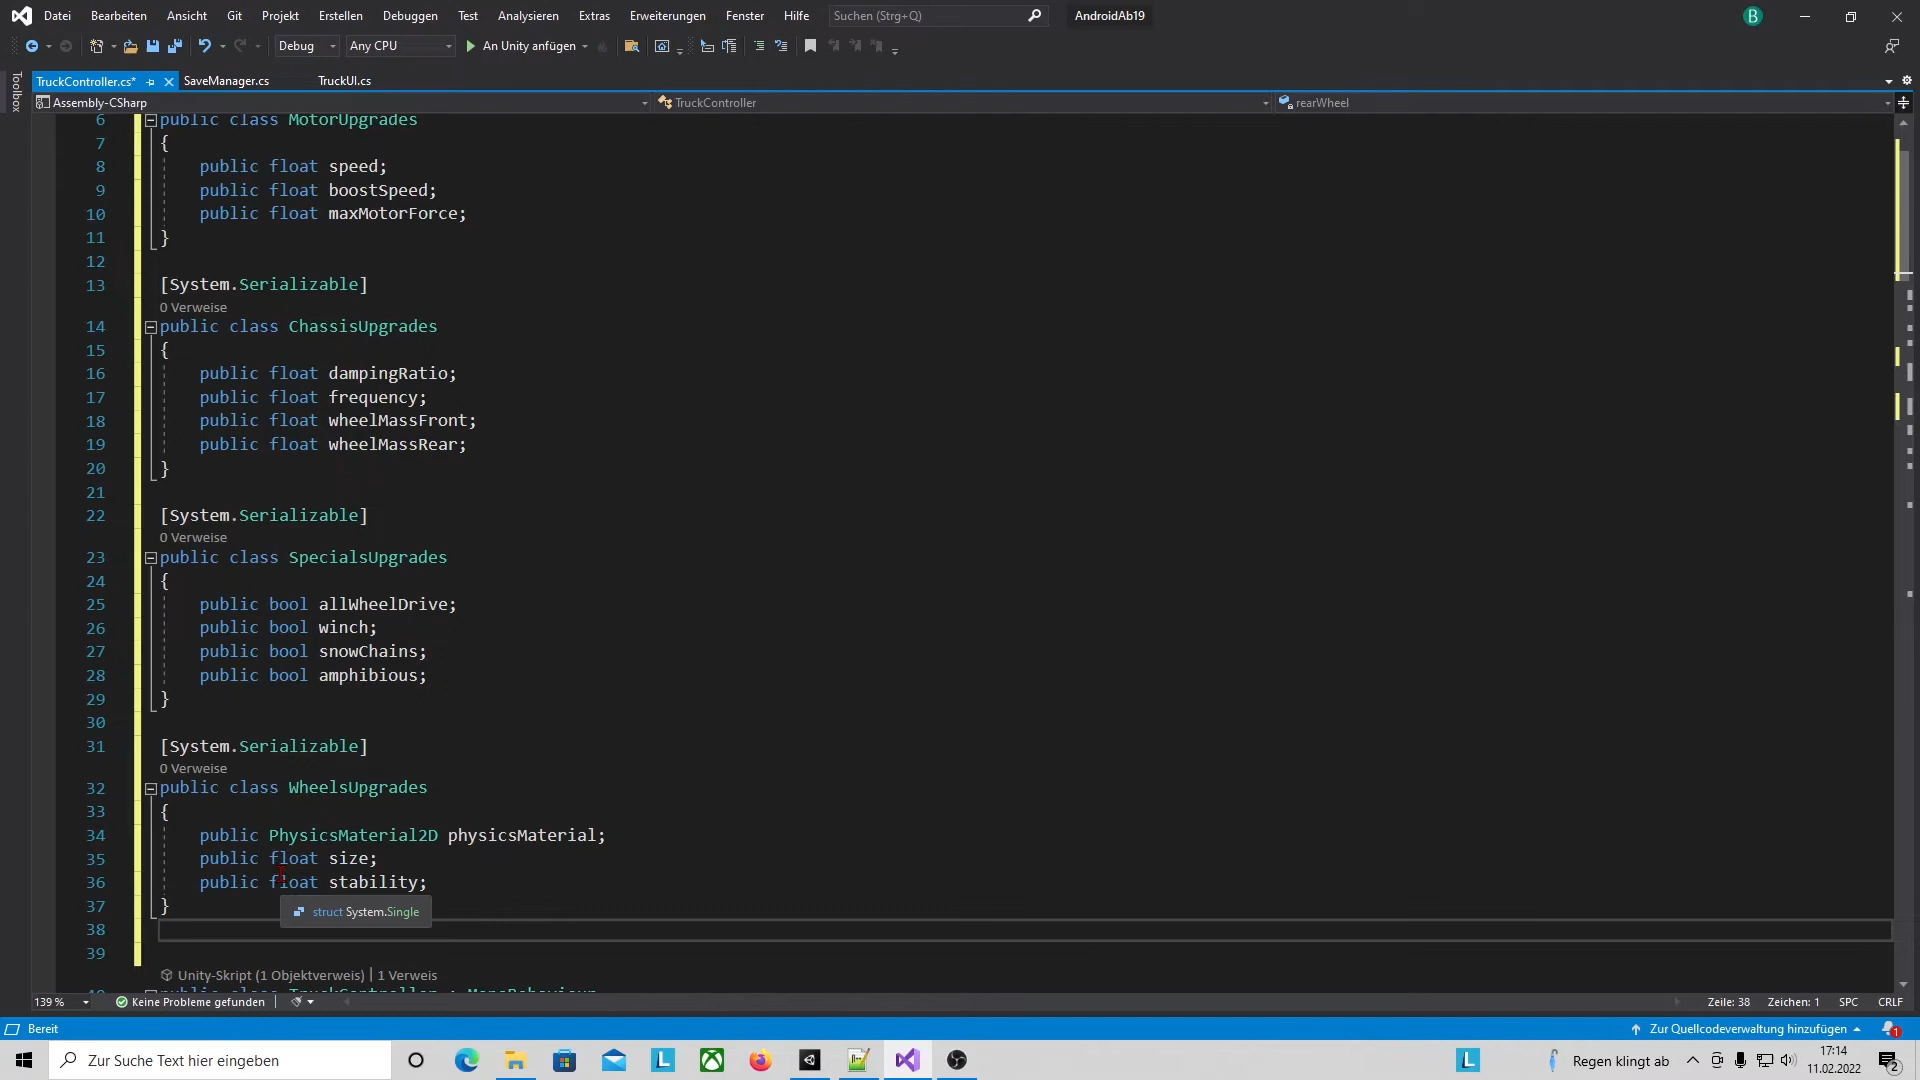 Datei Bearbeiten Ansicht Git Projekt Erstellen Debuggen Test Analysieren Extras Erweiterungen Fenster Hilfe Suchen (Strg+Q) AndroidAb19 B
Debug Any CPU An Unity anfügen
Toolbox
TruckController.cs* SaveManager.cs TruckUI.cs
Assembly-CSharp TruckController rearWheel
6 public class MotorUpgrades
7 {
8 public float speed;
9 public float boostSpeed;
10 public float maxMotorForce;
11 }
12
13 [System.Serializable]
0 Verweise
14 public class ChassisUpgrades
15 {
16 public float dampingRatio;
17 public float frequency;
18 public float wheelMassFront;
19 public float wheelMassRear;
20 }
21
22 [System.Serializable]
0 Verweise
23 public class SpecialsUpgrades
24 {
25 public bool allWheelDrive;
26 public bool winch;
27 public bool snowChains;
28 public bool amphibious;
29 }
30
31 [System.Serializable]
0 Verweise
32 public class WheelsUpgrades
33 {
34 public PhysicsMaterial2D physicsMaterial;
35 public float size;
36 public float stability;
37 }
struct System.Single
38
39
Unity-Skript (1 Objektverweis) | 1 Verweis
public class TruckController : MonoBehaviour
139 % Keine Probleme gefunden Zeile: 38 Zeichen: 1 SPC CRLF
Bereit Zur Quellcodeverwaltung hinzufügen 1
Zur Suche Text hier eingeben L L Regen klingt ab 17:14
11.02.2022 2